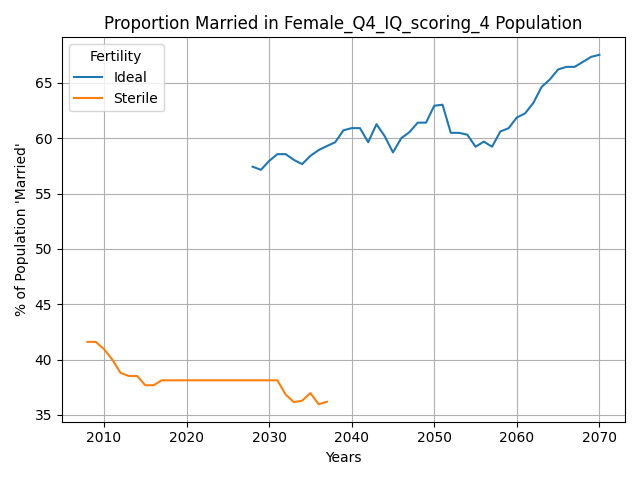 Proportion Married in Female_Q4_IQ_scoring_4 Population
Fertility
Ideal
Sterile
% of Population 'Married'
65
60
55
50
45
40
35
2010
2020
2030
2040
2050
2060
2070
Years